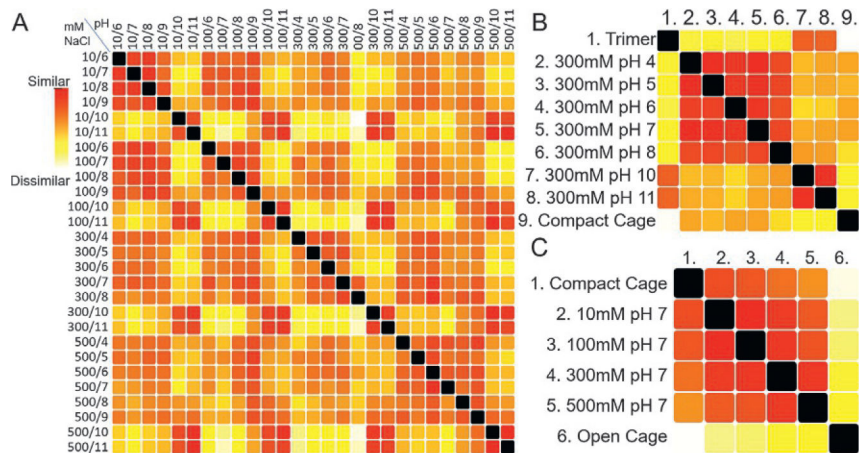 A
mM
NaCl
pH
10/6
10/7
10/8
10/9
10/10
10/11
100/6
100/7
100/8
100/9
100/10
100/11
300/4
300/5
300/6
300/7
00/8
300/10
300/11
500/4
500/5
500/6
500/7
500/8
500/9
500/10
500/11
Similar
Dissimilar
10/6
10/7
10/8
10/9
10/10
10/11
100/6
100/7
100/8
100/9
100/10
100/11
300/4
300/5
300/6
300/7
300/8
300/10
300/11
500/4
500/5
500/6
500/7
500/8
500/9
500/10
500/11
B
1. 2. 3. 4. 5. 6. 7. 8. 9.
1. Trimer
2. 300mM pH 4
3. 300mM pH 5
4. 300mM pH 6
5. 300mM pH 7
6. 300mM pH 8
7. 300mM pH 10
8. 300mM pH 11
9. Compact Cage
C
1. 2. 3. 4. 5. 6.
1. Compact Cage
2. 10mM pH 7
3. 100mM pH 7
4. 300mM pH 7
5. 500mM pH 7
6. Open Cage